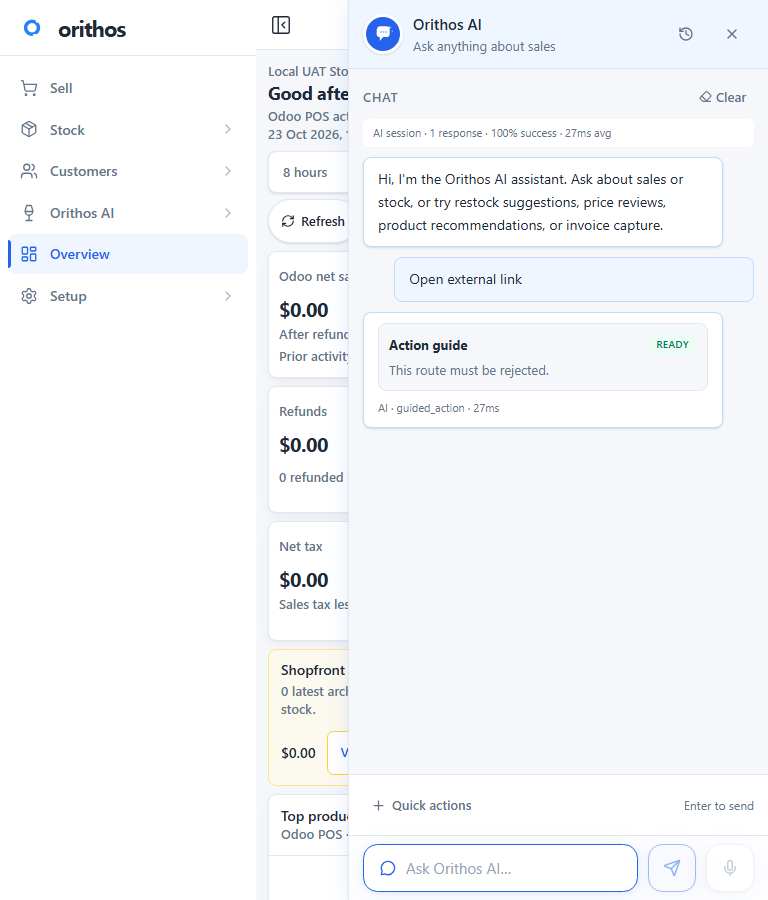 orithos
Sell
Stock
Customers
Orithos AI
Overview
Setup
Local UAT Sto
Good afte
Odoo POS act
23 Oct 2026,
8 hours
Refresh
Odoo net sa
$0.00
After refund
Prior activity
Refunds
$0.00
0 refunded
Net tax
$0.00
Sales tax les
Shopfront
0 latest arch
stock.
$0.00
V
Top produ
Odoo POS ·
Orithos AI
Ask anything about sales
CHAT
Clear
AI session · 1 response · 100% success · 27ms avg
Hi, I'm the Orithos AI assistant. Ask about sales or
stock, or try restock suggestions, price reviews,
product recommendations, or invoice capture.
Open external link
Action guide
READY
This route must be rejected.
AI · guided_action · 27ms
Quick actions
Enter to send
Ask Orithos AI...